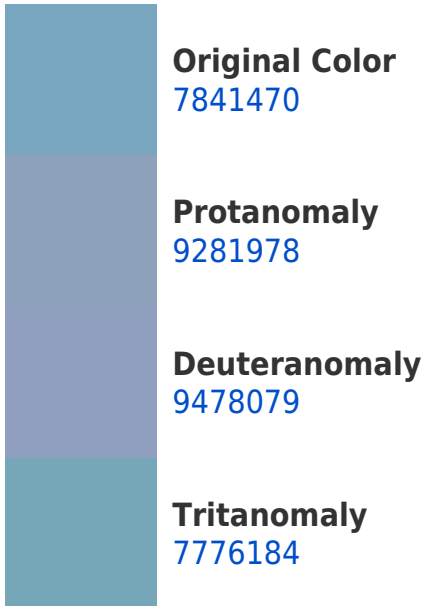 Original Color
7841470
Protanomaly
9281978
Deuteranomaly
9478079
Tritanomaly
7776184